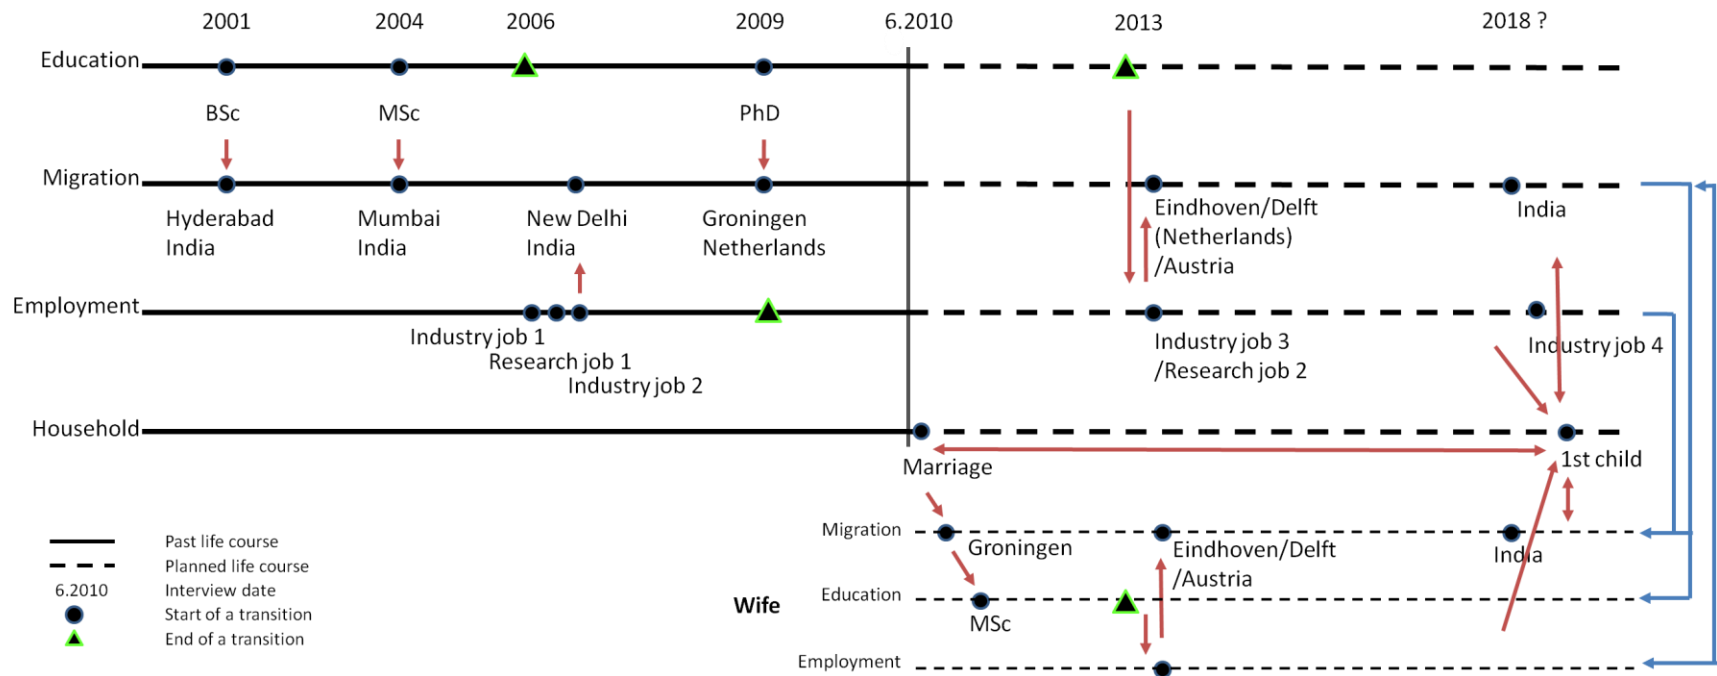 2001 2004 2006 2009 6.2010 2013 2018 ?
Education
BSc MSc PhD
Migration
Hyderabad Mumbai New Delhi Groningen Eindhoven/Delft India
India India India Netherlands (Netherlands)
/Austria
Employment
Industry job 1 Industry job 3 Industry job 4
Research job 1 /Research job 2
Industry job 2
Household
Marriage 1st child
Migration
Groningen Eindhoven/Delft India
/Austria
Wife Education
MSc
Employment
Past life course
Planned life course
6.2010 Interview date
Start of a transition
End of a transition